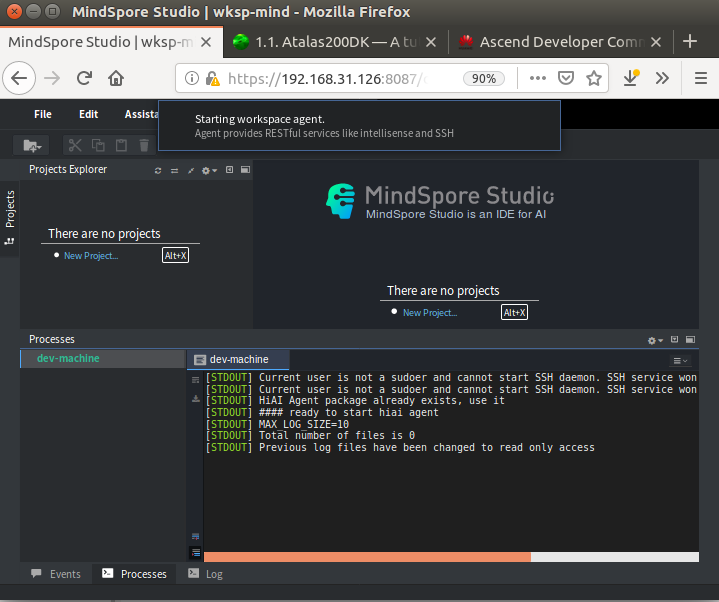 MindSpore Studio | wksp-mind - Mozilla Firefox
MindSpore Studio | wksp-m
1.1. Atalas200DK — A tu
Ascend Developer Com
https://192.168.31.126:8087/
90%
File Edit Assista
Starting workspace agent.
Agent provides RESTful services like intellisense and SSH
Projects Explorer
Projects
There are no projects
New Project... Alt+X
MindSpore Studio
MindSpore Studio is an IDE for AI
There are no projects
New Project... Alt+X
Processes
dev-machine
dev-machine
[STDOUT] Current user is not a sudoer and cannot start SSH daemon. SSH service won
[STDOUT] Current user is not a sudoer and cannot start SSH daemon. SSH service won
[STDOUT] HiAI Agent package already exists, use it
[STDOUT] #### ready to start hiai agent
[STDOUT] MAX_LOG_SIZE=10
[STDOUT] Total number of files is 0
[STDOUT] Previous log files have been changed to read only access
Events Processes Log